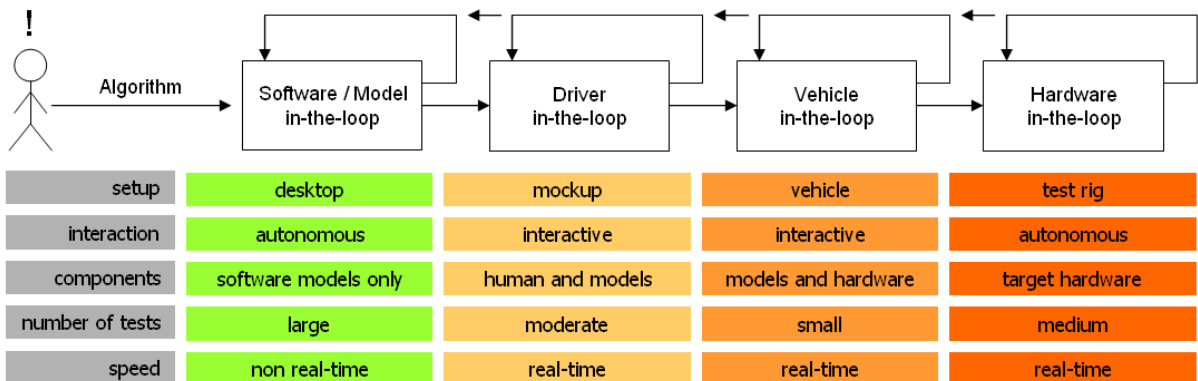 !
Algorithm
Software / Model
in-the-loop
Driver
in-the-loop
Vehicle
in-the-loop
Hardware
in-the-loop
setup desktop mockup vehicle test rig
interaction autonomous interactive interactive autonomous
components software models only human and models models and hardware target hardware
number of tests large moderate small medium
speed non real-time real-time real-time real-time